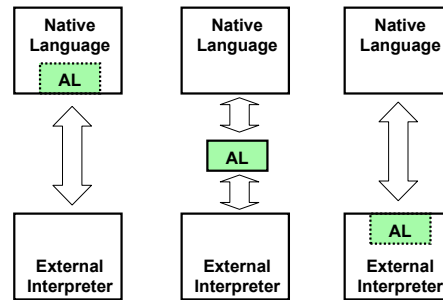 Native
Language
AL
External
Interpreter
Native
Language
AL
External
Interpreter
Native
Language
AL
External
Interpreter